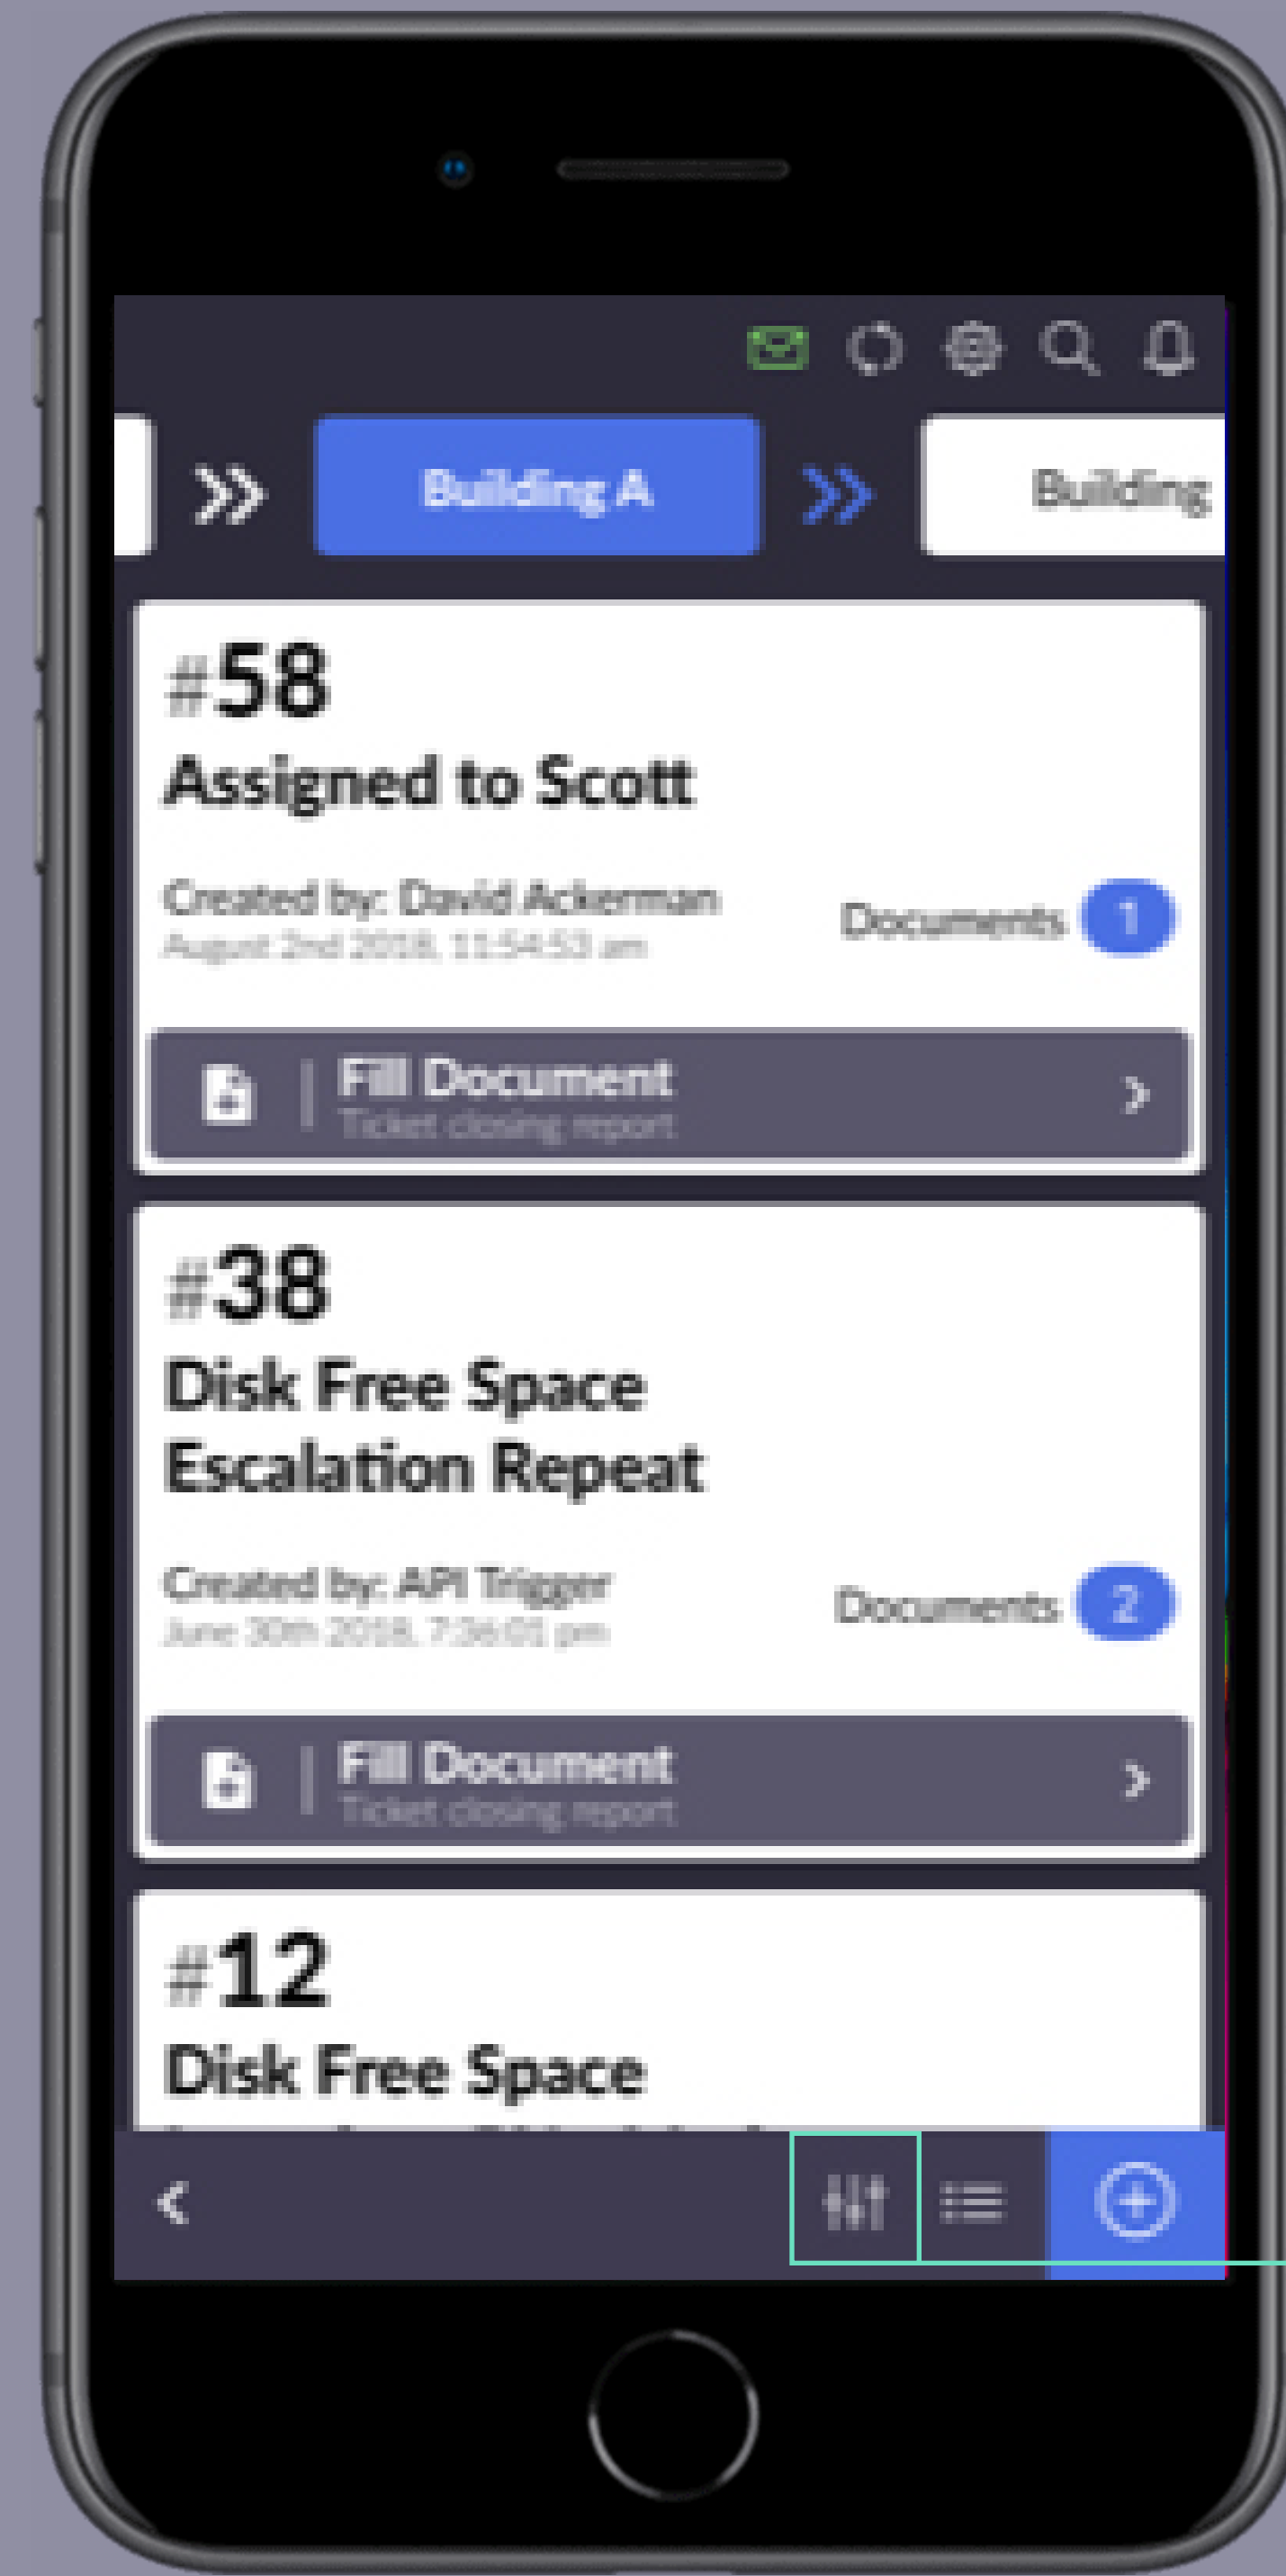 Building A
Building
#58
Assigned to Scott
Created by: David Ackerman
August 2nd 2018, 11:54:53 am
Documents 1
Fill Document
Ticket closing report
#38
Disk Free Space
Escalation Repeat
Created by: API Trigger
June 30th 2018, 7:36:01 pm
Documents 2
Fill Document
Ticket closing report
#12
Disk Free Space